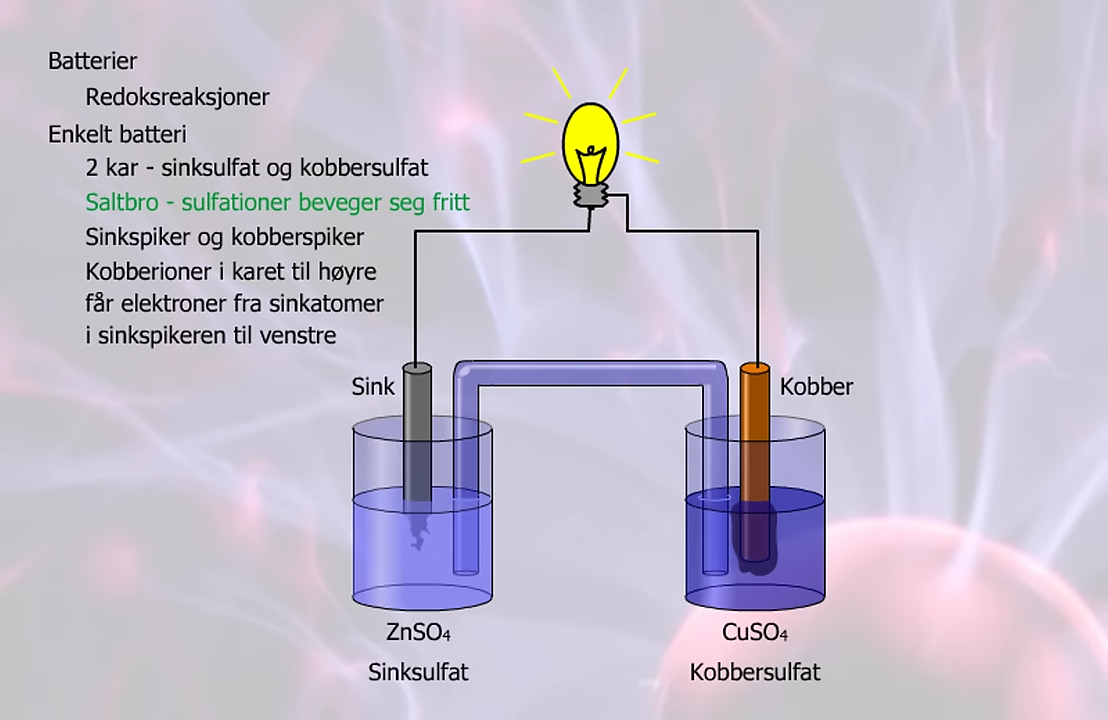 Batterier
Redoksreaksjoner
Enkelt batteri
2 kar - sinksulfat og kobbersulfat
Saltbro - sulfationer beveger seg fritt
Sinkspiker og kobberspiker
Kobberioner i karet til høyre
får elektroner fra sinkatomer
i sinkspikeren til venstre
Sink
Kobber
ZnSO₄
CuSO₄
Sinksulfat
Kobbersulfat